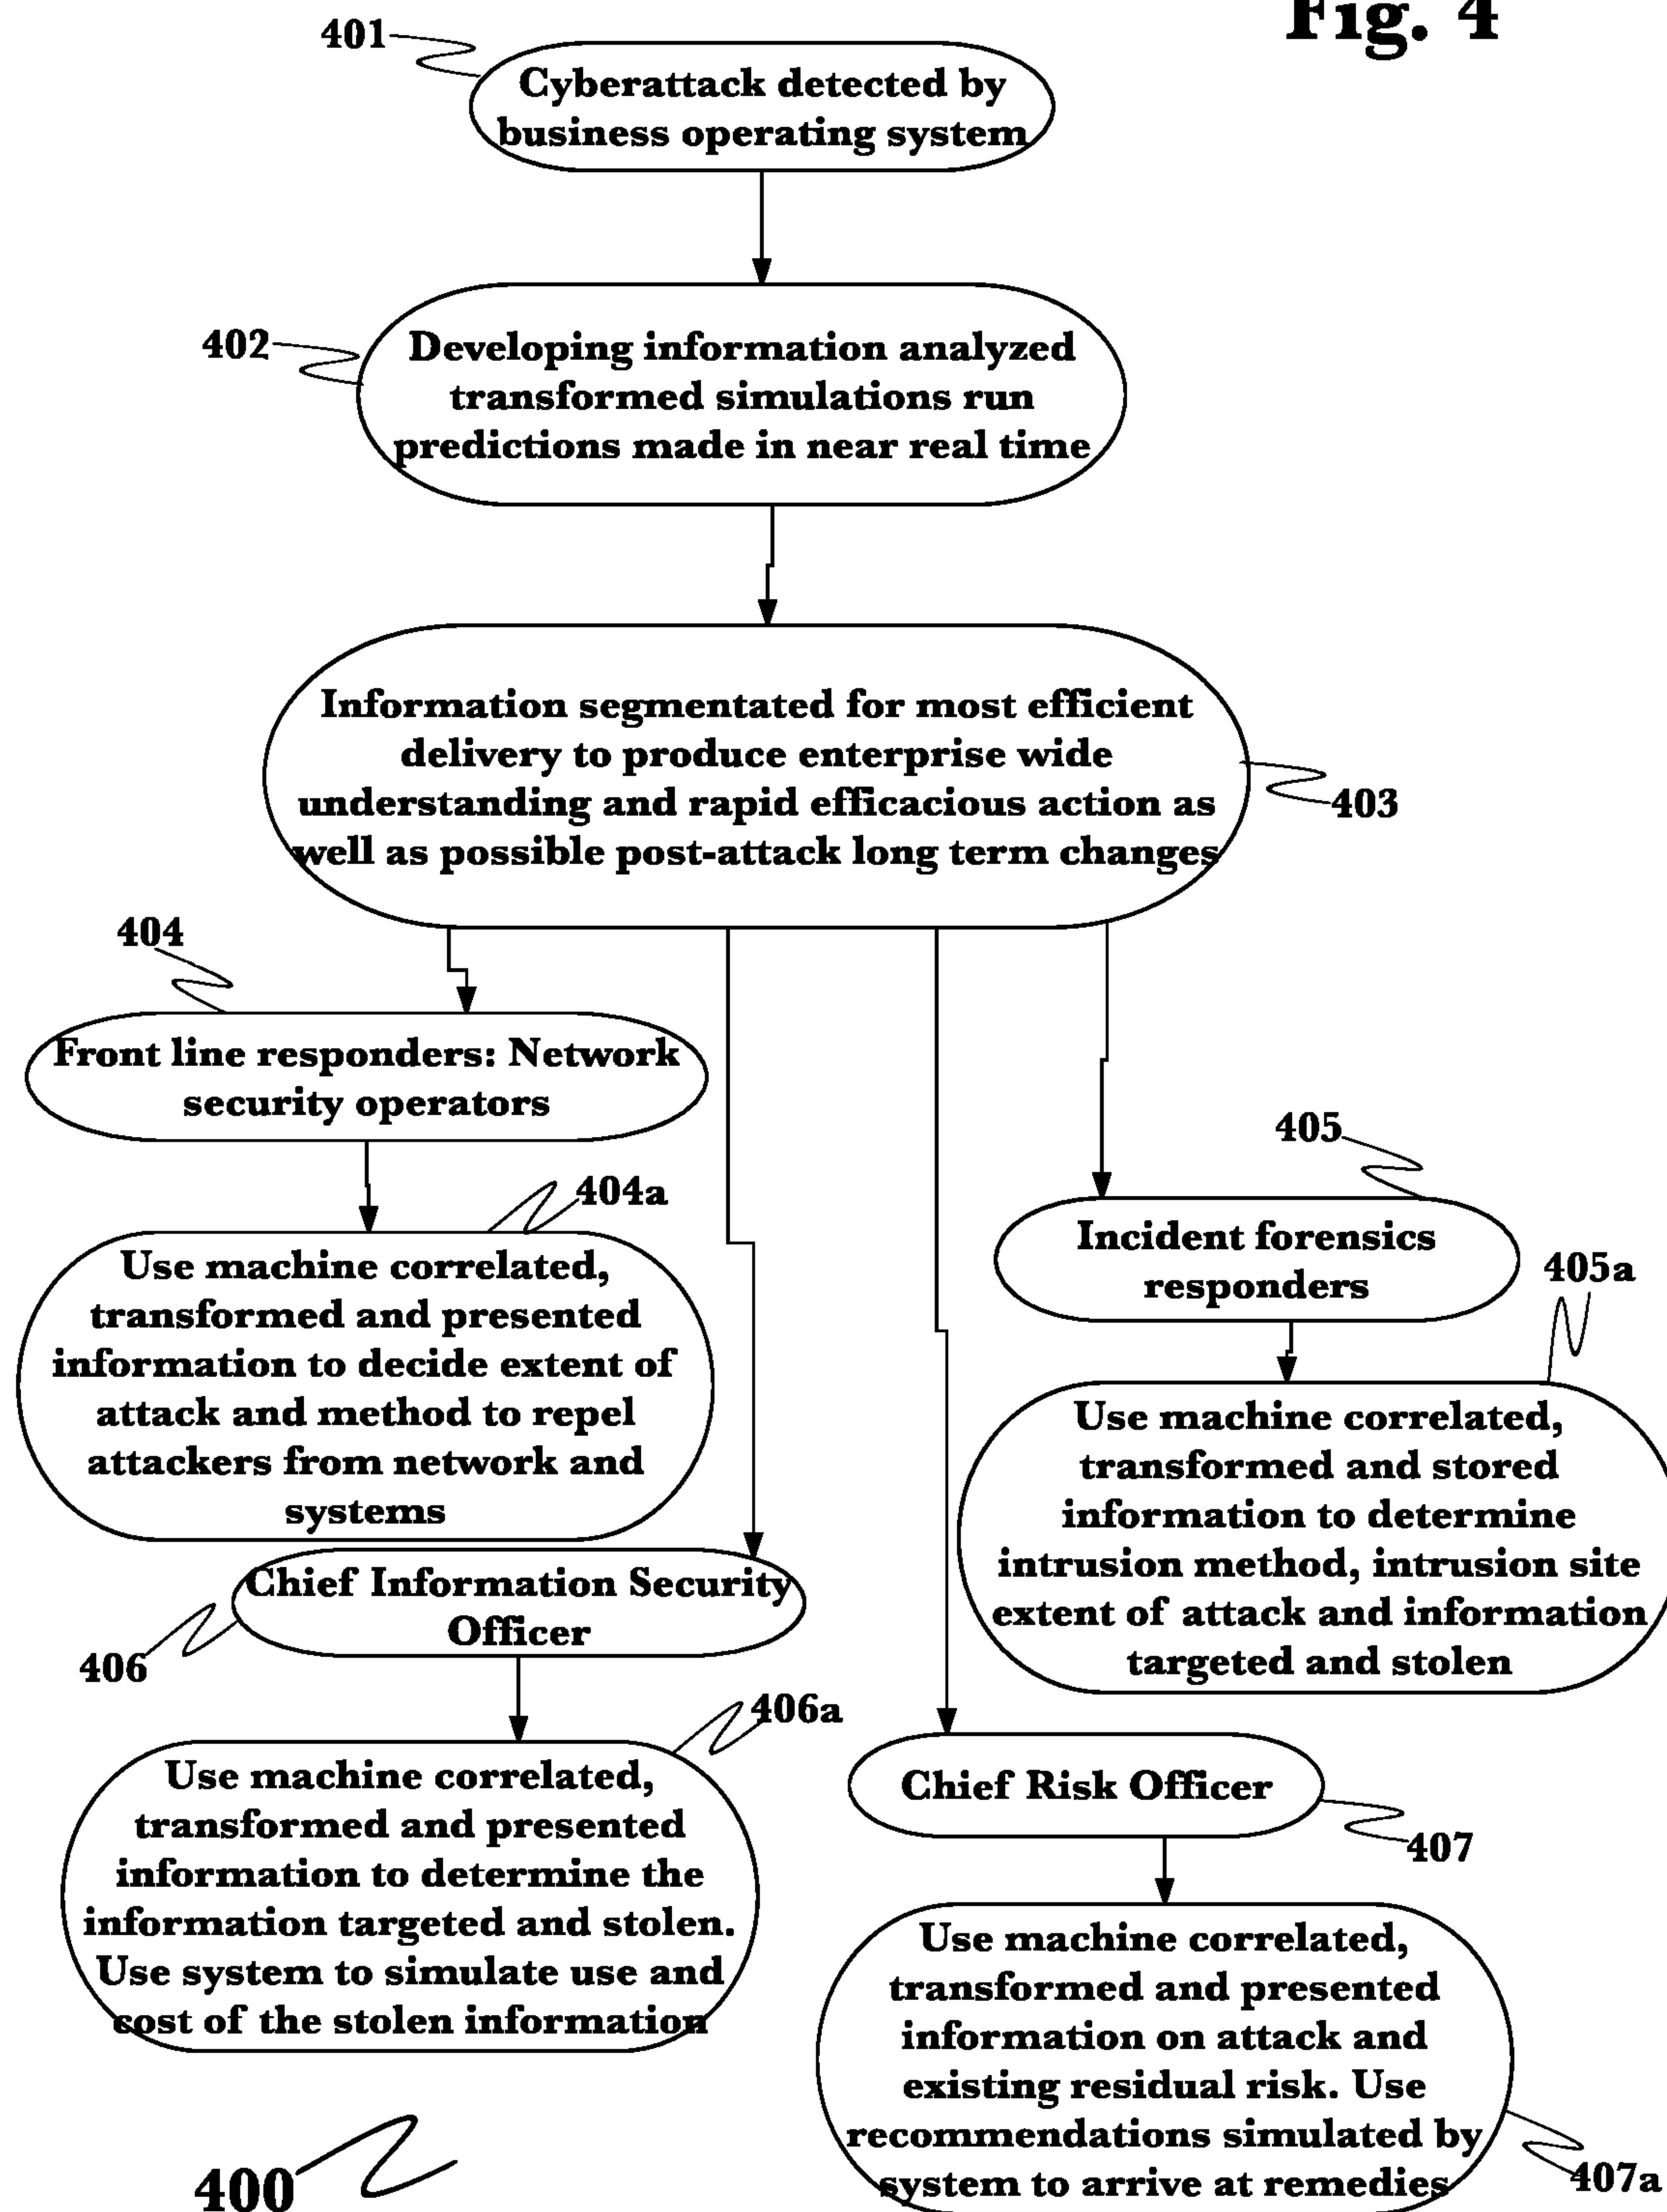 Fig. 4
401
Cyberattack detected by
business operating system
402
Developing information analyzed
transformed simulations run
predictions made in near real time
Information segmentated for most efficient
delivery to produce enterprise wide
understanding and rapid efficacious action as
well as possible post-attack long term changes
403
404
Front line responders: Network
security operators
404a
Use machine correlated,
transformed and presented
information to decide extent of
attack and method to repel
attackers from network and
systems
405
Incident forensics
responders
405a
Use machine correlated,
transformed and stored
information to determine
intrusion method, intrusion site
extent of attack and information
targeted and stolen
Chief Information Security
Officer
406
406a
Use machine correlated,
transformed and presented
information to determine the
information targeted and stolen.
Use system to simulate use and
cost of the stolen information
Chief Risk Officer
407
Use machine correlated,
transformed and presented
information on attack and
existing residual risk. Use
recommendations simulated by
system to arrive at remedies
407a
400